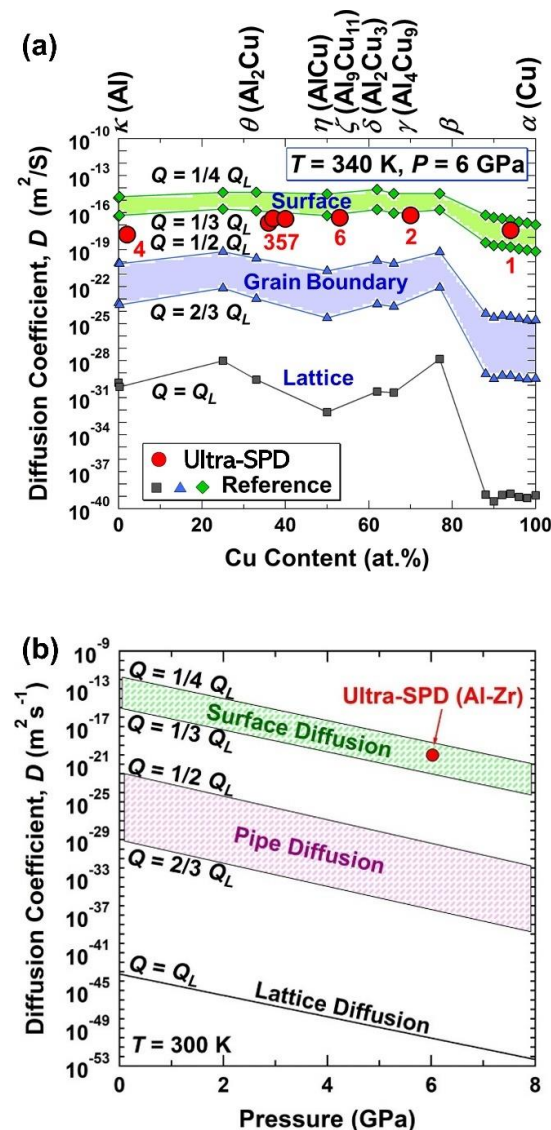 (a)
κ (Al)
θ (Al2Cu)
η (AlCu)
ζ (Al9Cu11)
δ (Al2Cu3)
γ (Al4Cu9)
β
α (Cu)
10-10
10-13
10-16
10-19
10-22
10-25
10-28
10-31
10-34
10-37
10-40
Diffusion Coefficient, D (m2/S)
T = 340 K, P = 6 GPa
Q = 1/4 QL
Surface
Q = 1/3 QL
Q = 1/2 QL
4
357
6
2
1
Grain Boundary
Q = 2/3 QL
Q = QL
Lattice
Ultra-SPD
Reference
0
20
40
60
80
100
Cu Content (at.%)
(b)
10-9
10-13
10-17
10-21
10-25
10-29
10-33
10-37
10-45
10-49
10-53
Diffusion Coefficient, D (m2 s-1)
Q = 1/4 QL
Surface Diffusion
Ultra-SPD (Al-Zr)
Q = 1/3 QL
Q = 1/2 QL
Pipe Diffusion
Q = 2/3 QL
Q = QL
Lattice Diffusion
T = 300 K
0
2
4
6
8
Pressure (GPa)